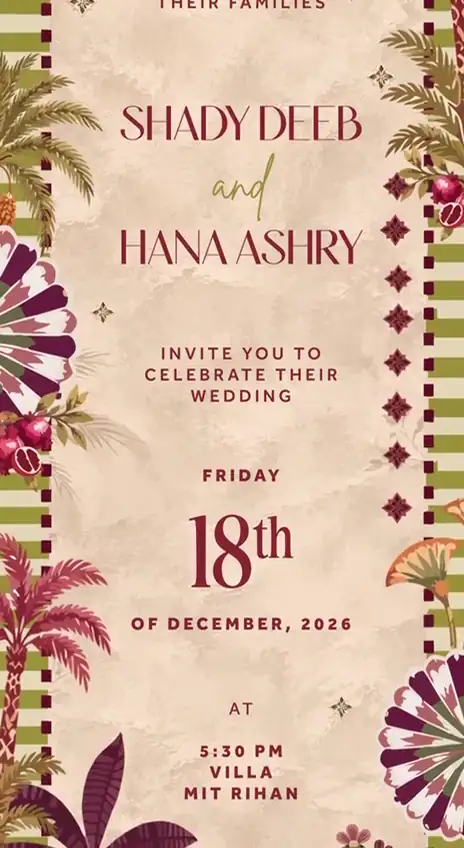 THEIR FAMILIES
SHADY DEEB
and
HANA ASHRY
INVITE YOU TO
CELEBRATE THEIR
WEDDING
FRIDAY
18th
OF DECEMBER, 2026
AT
5:30 PM
VILLA
MIT RIHAN